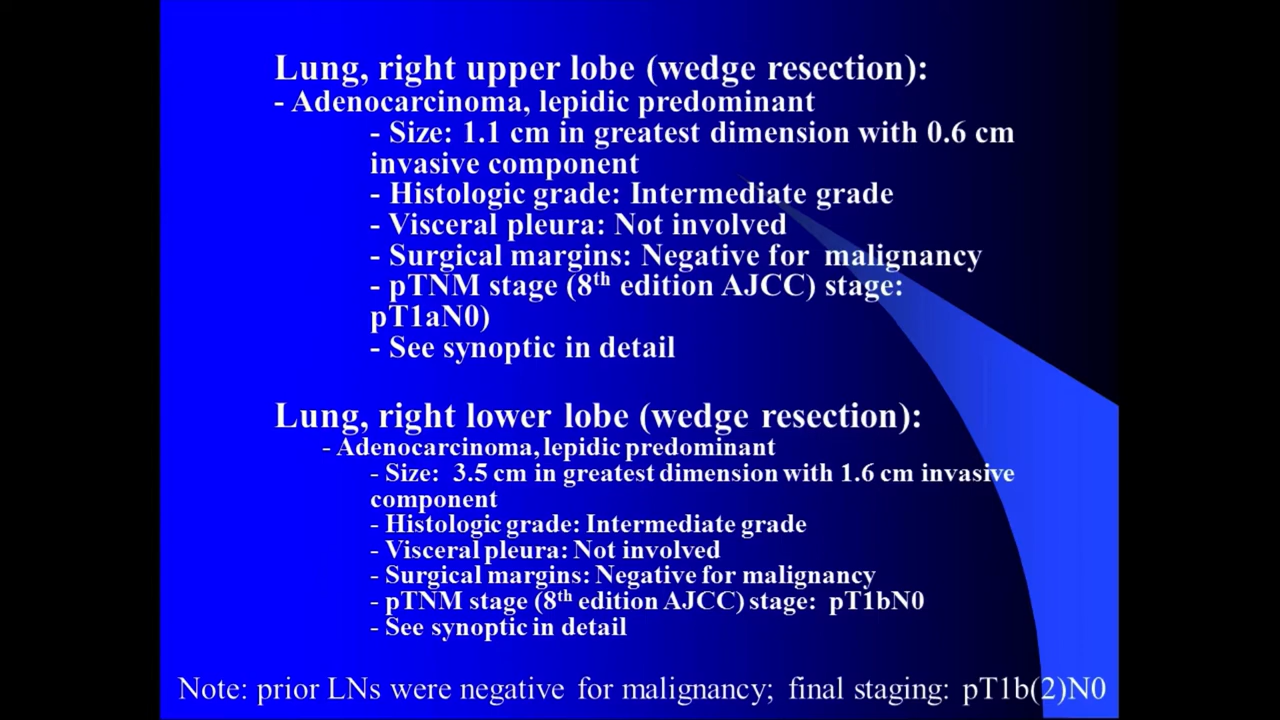 Lung, right upper lobe (wedge resection):
- Adenocarcinoma, lepidic predominant
- Size: 1.1 cm in greatest dimension with 0.6 cm
invasive component
- Histologic grade: Intermediate grade
- Visceral pleura: Not involved
- Surgical margins: Negative for malignancy
- pTNM stage (8th edition AJCC) stage:
pT1aN0)
- See synoptic in detail
Lung, right lower lobe (wedge resection):
- Adenocarcinoma, lepidic predominant
- Size: 3.5 cm in greatest dimension with 1.6 cm invasive
component
- Histologic grade: Intermediate grade
- Visceral pleura: Not involved
- Surgical margins: Negative for malignancy
- pTNM stage (8th edition AJCC) stage: pT1bN0
- See synoptic in detail
Note: prior LNs were negative for malignancy; final staging: pT1b(2)N0